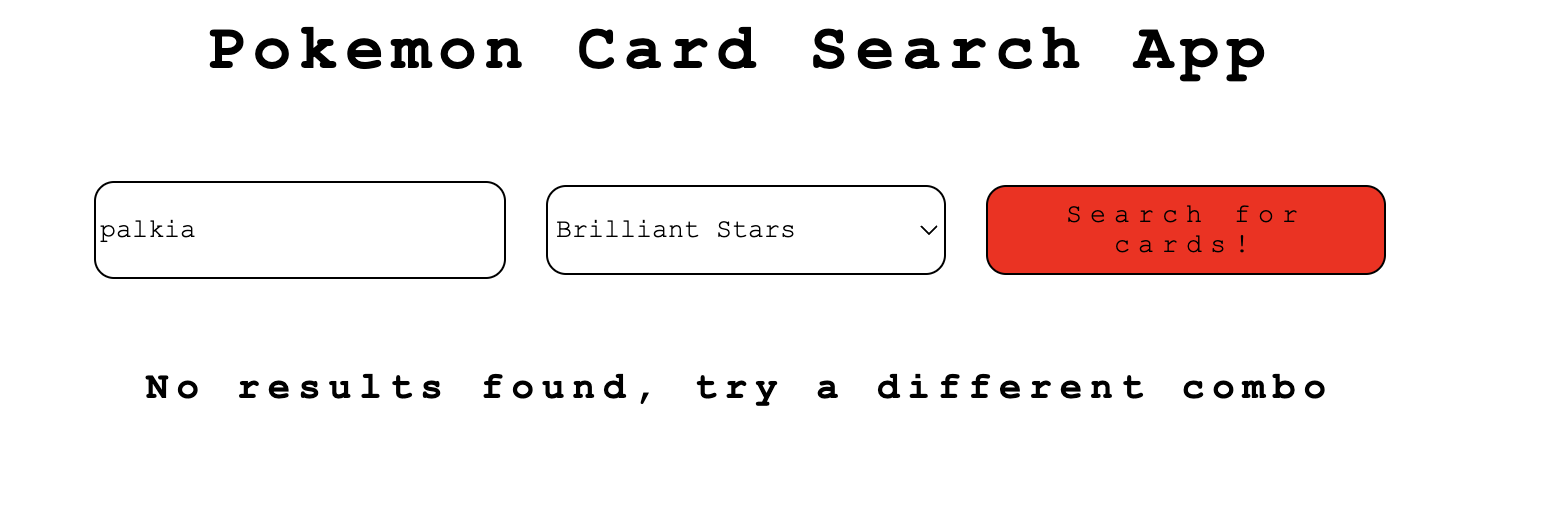 Pokemon Card Search App
palkia
Brilliant Stars
Search for
cards!
No results found, try a different combo